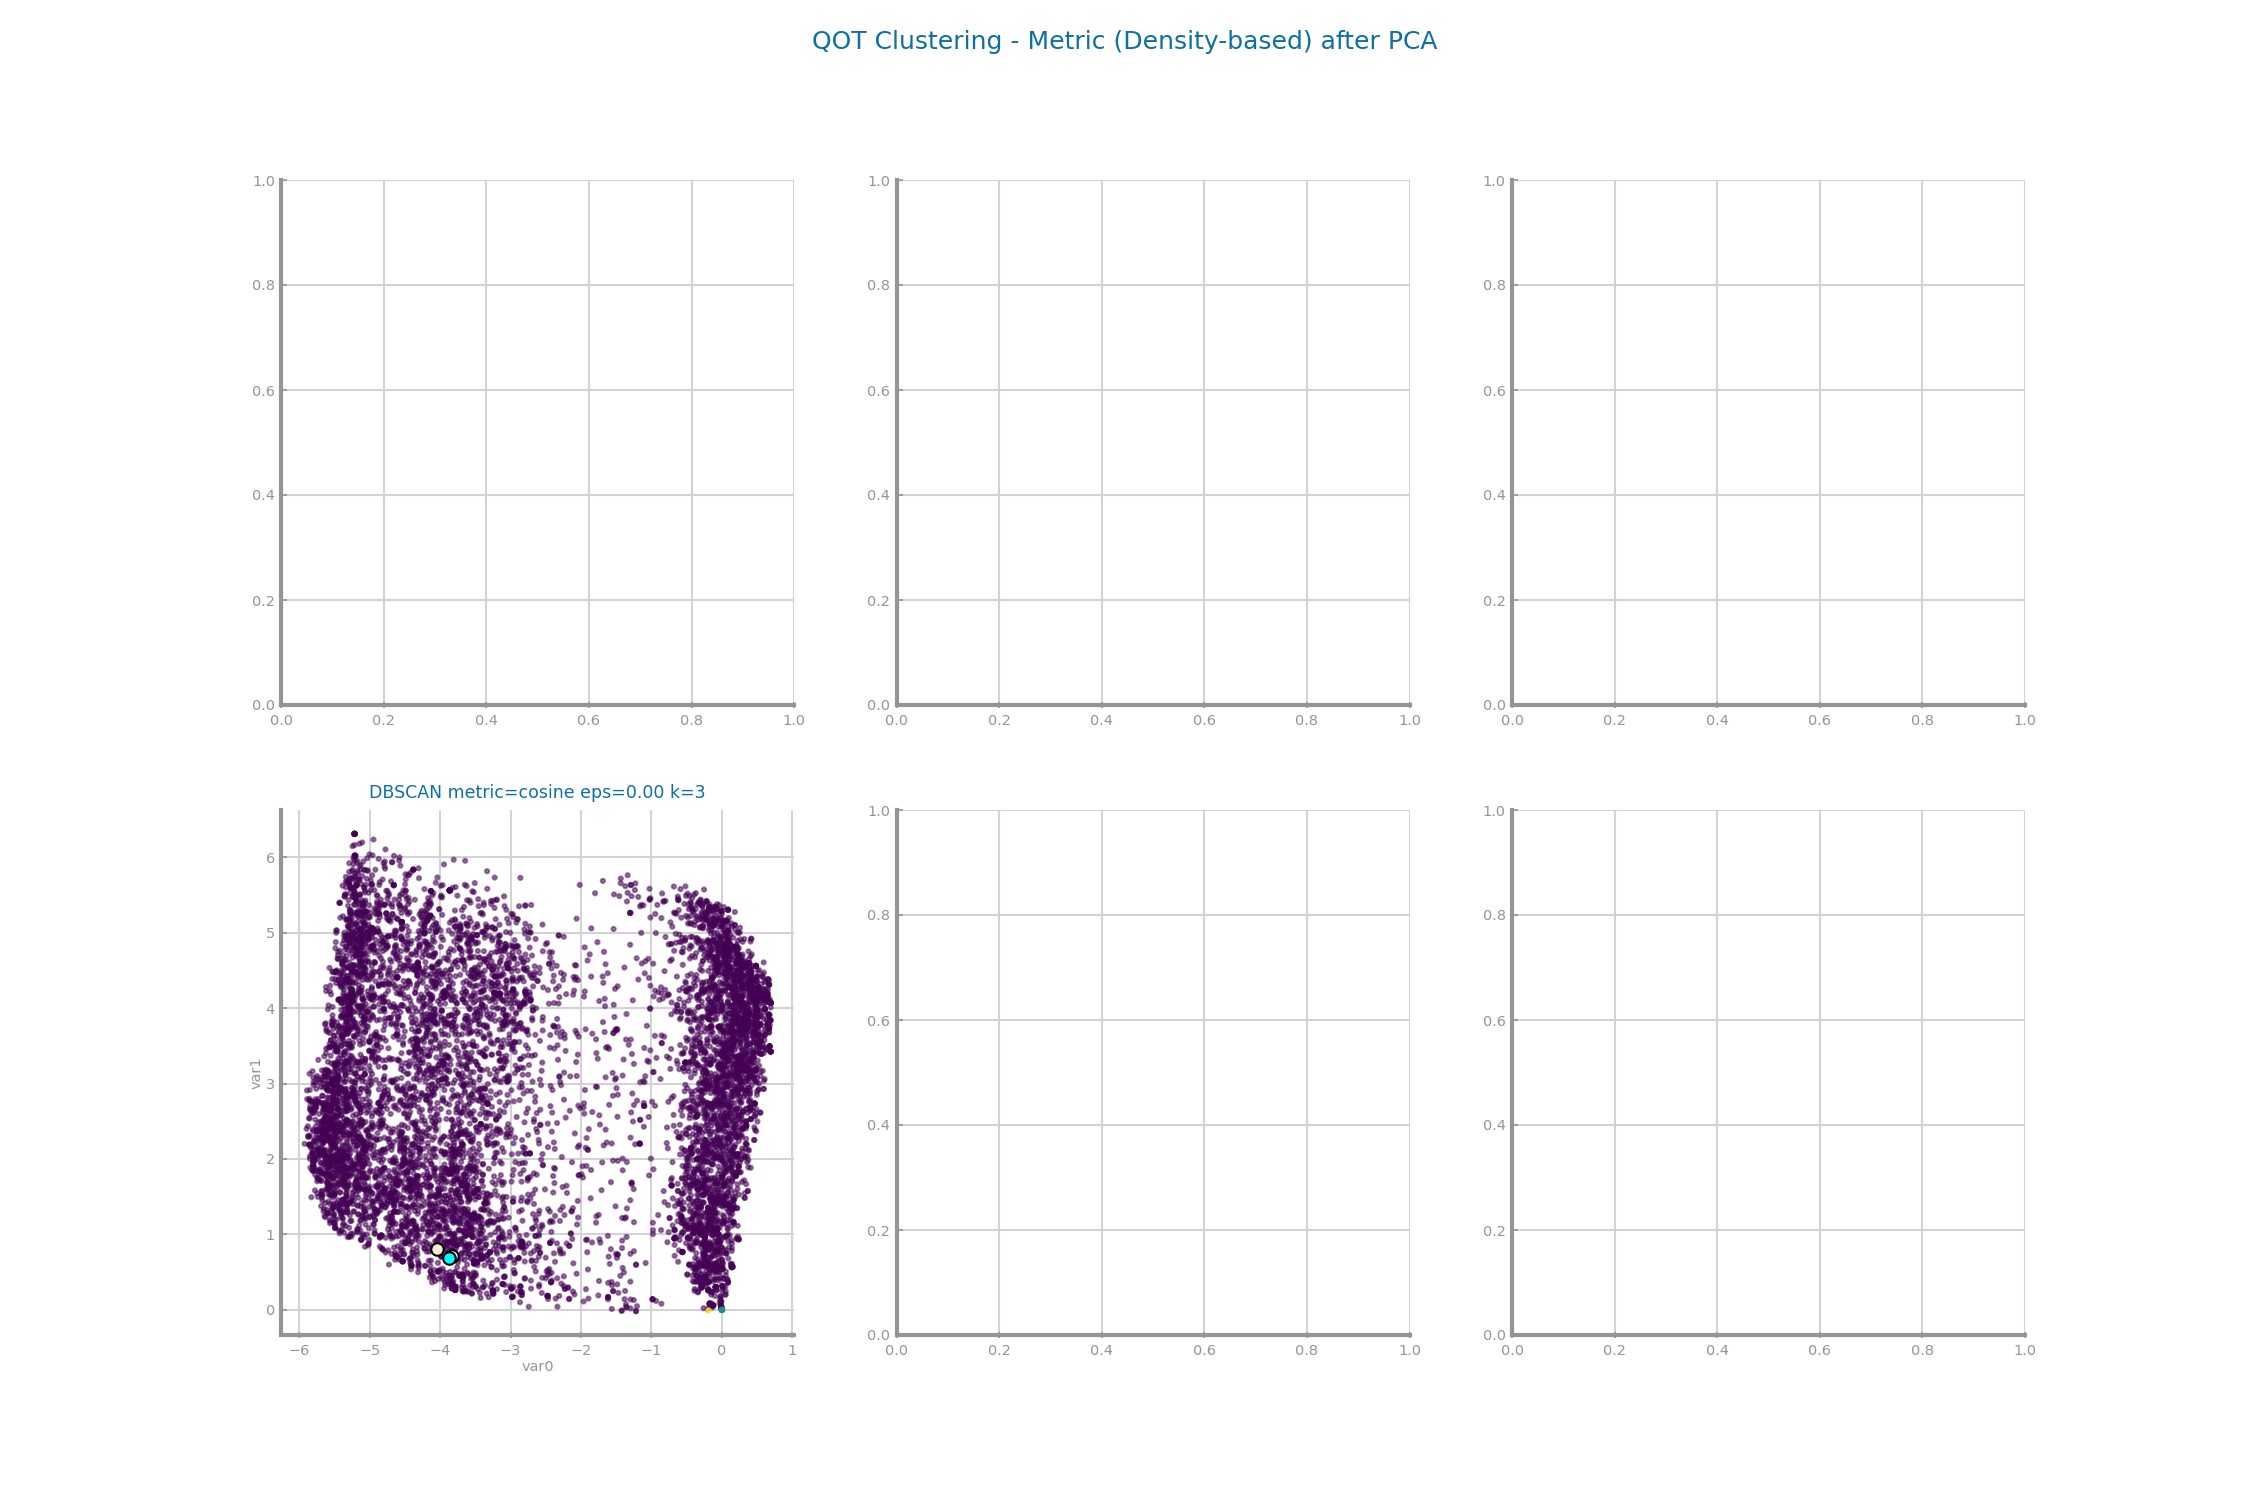 QOT Clustering - Metric (Density-based) after PCA
1.0 1.0 1.0
0.8 0.8 0.8
0.6 0.6 0.6
0.4 0.4 0.4
0.2 0.2 0.2
0.0 0.0 0.0
0.0 0.2 0.4 0.6 0.8 1.0 0.0 0.2 0.4 0.6 0.8 1.0 0.0 0.2 0.4 0.6 0.8 1.0
DBSCAN metric=cosine eps=0.00 k=3
6
5
4
3
2
1
0
var1
−6 −5 −4 −3 −2 −1 0 1
var0
1.0 1.0
0.8 0.8
0.6 0.6
0.4 0.4
0.2 0.2
0.0 0.0
0.0 0.2 0.4 0.6 0.8 1.0 0.0 0.2 0.4 0.6 0.8 1.0